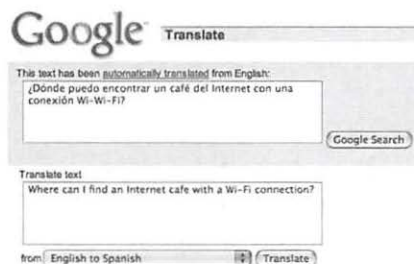 Google Translate
This text has been automatically translated from English:
¿Dónde puedo encontrar un café del Internet con una
conexión Wi-Wi-Fi?
Google Search
Translate text
Where can I find an Internet cafe with a Wi-Fi connection?
from English to Spanish Translate